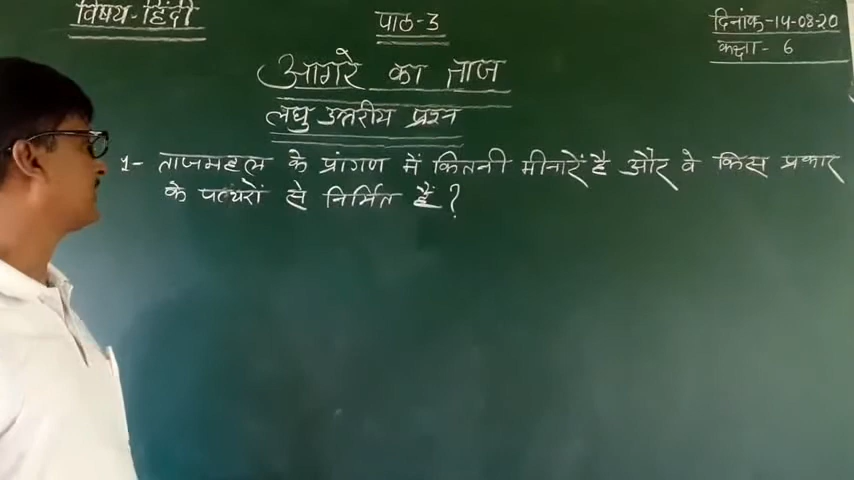 विषय-हिंदी
पाठ-3
दिनांक-14-08-20
कक्षा - 6
आगरे का ताज
लघु उत्तरीय प्रश्न
1- ताजमहल के प्रांगण में कितनी मीनारें है और वे किस प्रकार
के पत्थरों से निर्मित हैं?